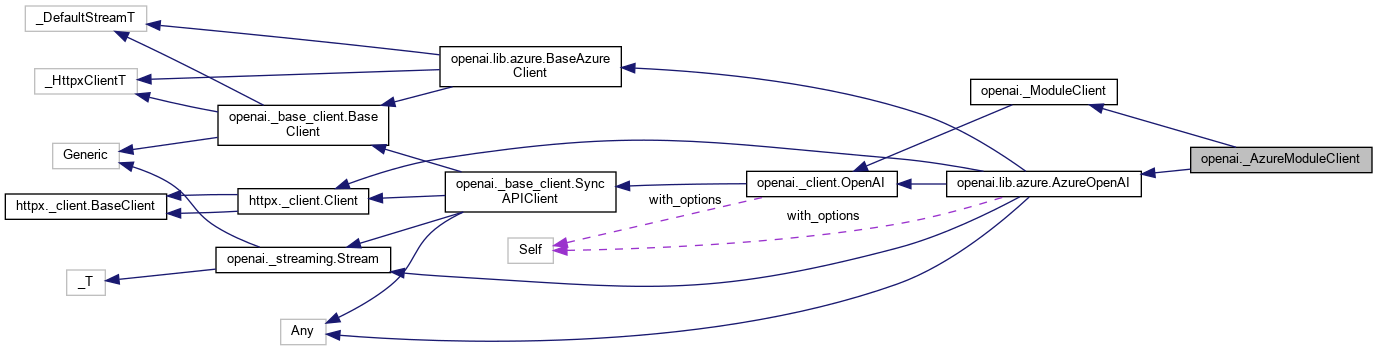 _DefaultStreamT
openai.lib.azure.BaseAzure
Client
_HttpxClientT
openai._ModuleClient
openai._base_client.Base
Client
Generic
openai._AzureModuleClient
openai._base_client.Sync
APIClient
openai._client.OpenAI
openai.lib.azure.AzureOpenAI
httpx._client.BaseClient
httpx._client.Client
with_options
with_options
Self
openai._streaming.Stream
_T
Any